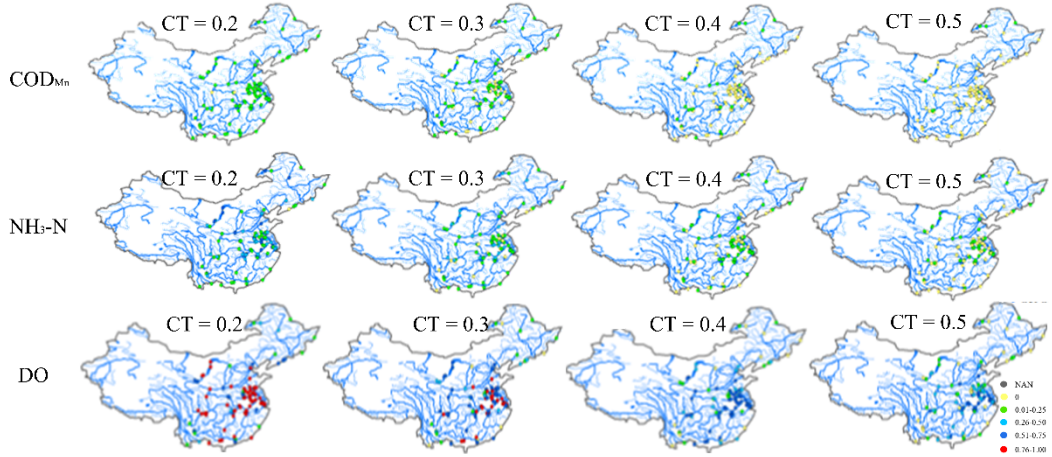 CT = 0.2 CT = 0.3 CT = 0.4 CT = 0.5
CODMn
CT = 0.2 CT = 0.3 CT = 0.4 CT = 0.5
NH₃-N
CT = 0.2 CT = 0.3 CT = 0.4 CT = 0.5
DO
NAN
0
0.01-0.25
0.26-0.50
0.51-0.75
0.76-1.00